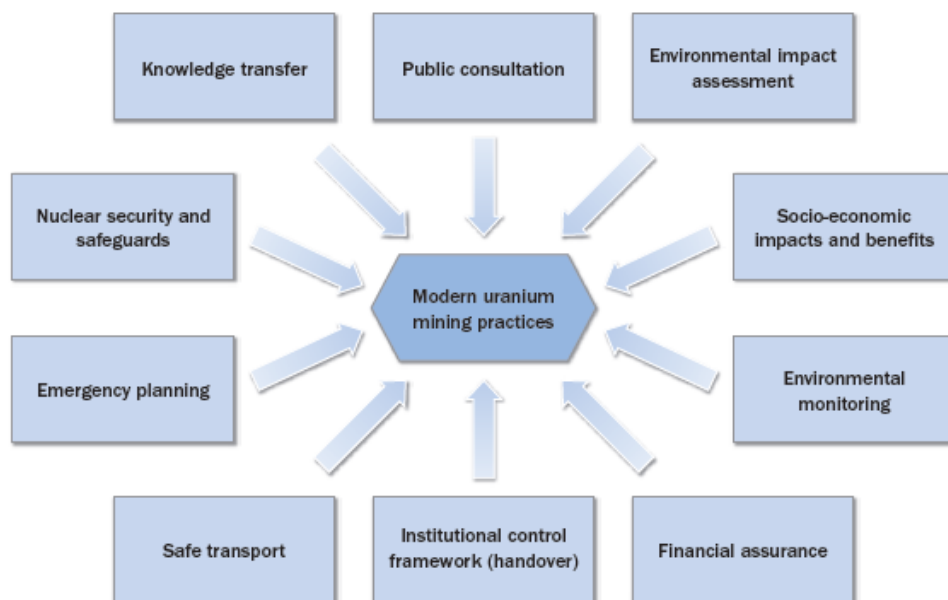 Knowledge transfer
Public consultation
Environmental impact
assessment
Nuclear security and
safeguards
Socio-economic
impacts and benefits
Modern uranium
mining practices
Emergency planning
Environmental
monitoring
Safe transport
Institutional control
framework (handover)
Financial assurance